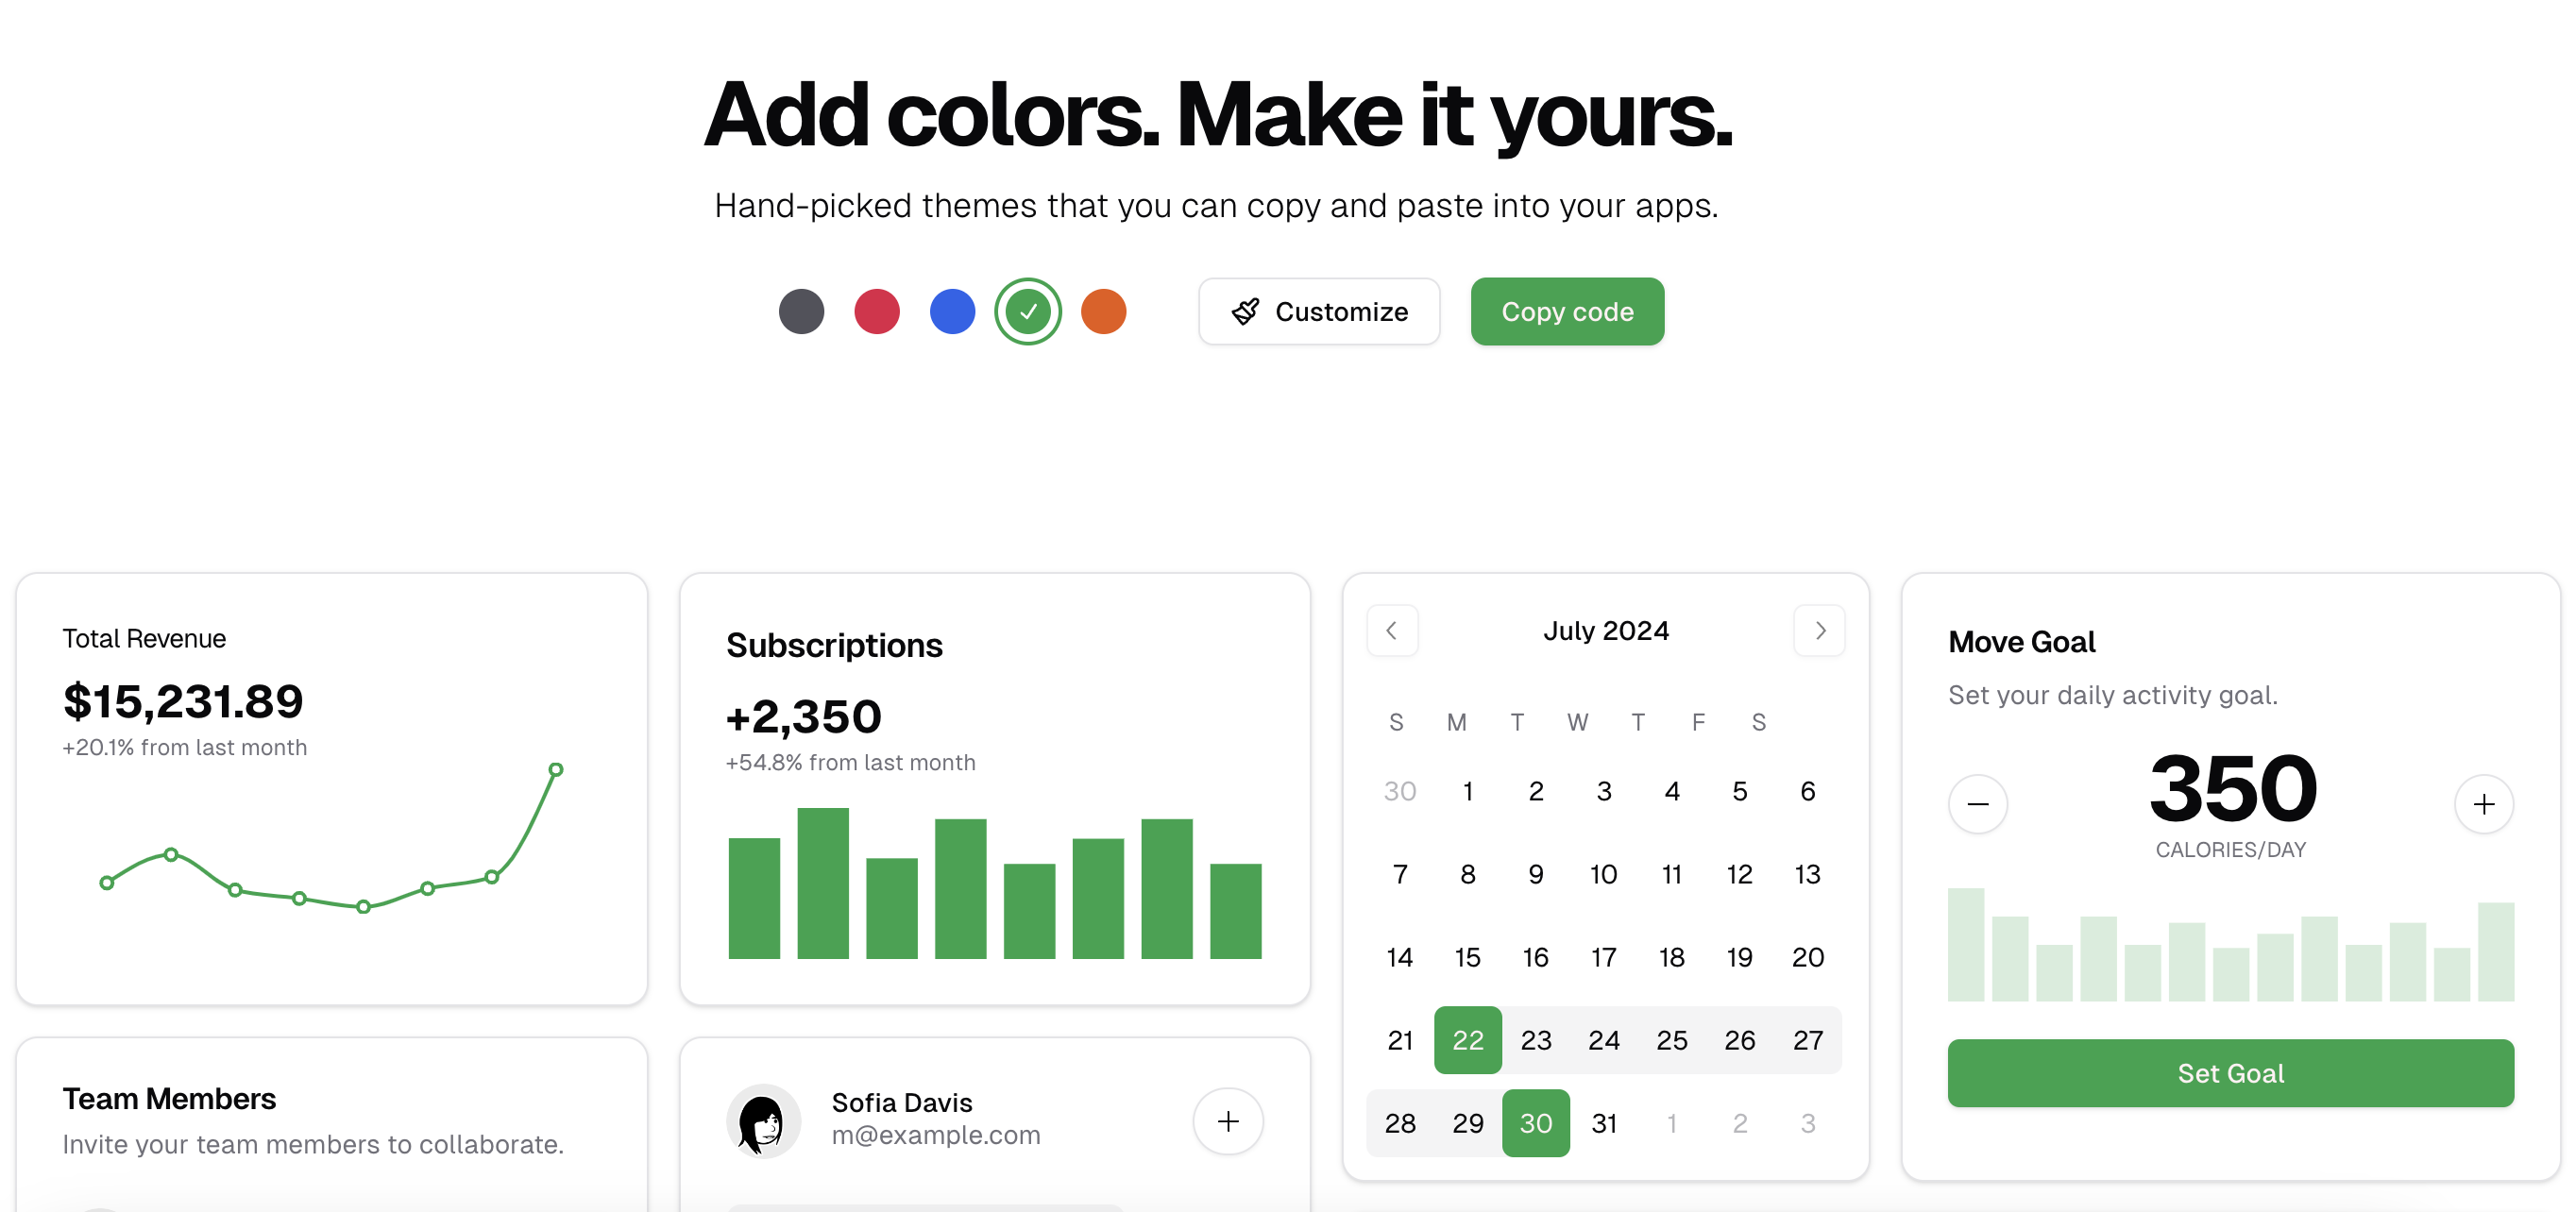 Add colors. Make it yours.
Hand-picked themes that you can copy and paste into your apps.
Customize
Copy code
Total Revenue
$15,231.89
+20.1% from last month
Subscriptions
+2,350
+54.8% from last month
July 2024
S M T W T F S
30 1 2 3 4 5 6
7 8 9 10 11 12 13
14 15 16 17 18 19 20
21 22 23 24 25 26 27
28 29 30 31 1 2 3
Move Goal
Set your daily activity goal.
350
CALORIES/DAY
Set Goal
Team Members
Invite your team members to collaborate.
Sofia Davis
m@example.com